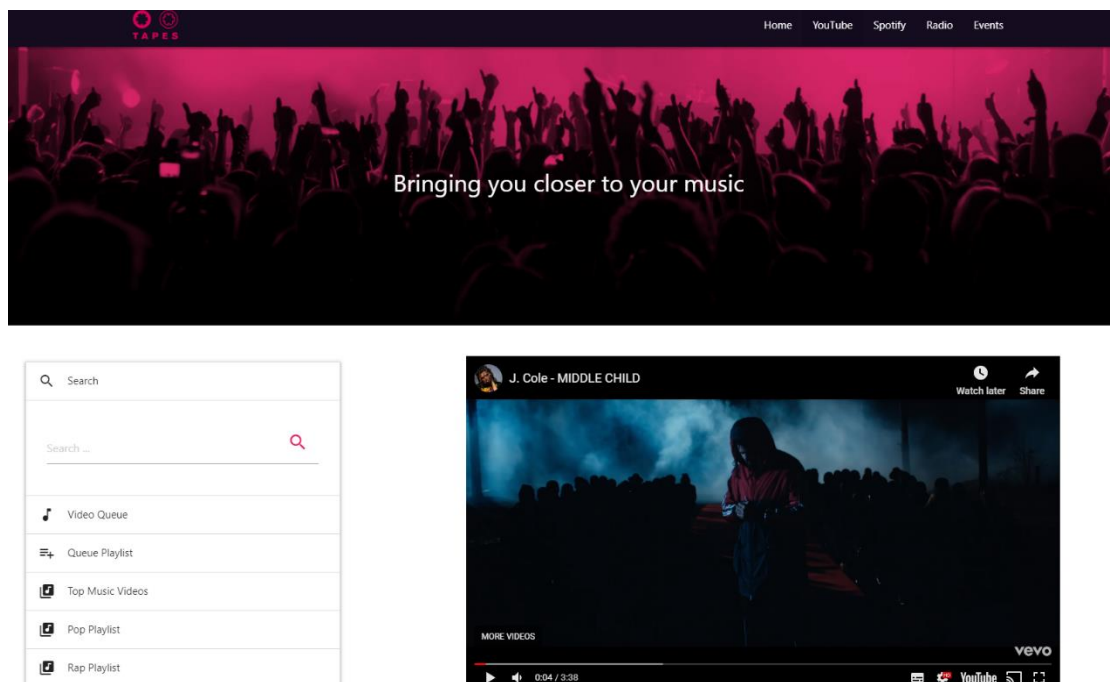 TAPES
Home YouTube Spotify Radio Events
Bringing you closer to your music
Search
Search ...
Video Queue
Queue Playlist
Top Music Videos
Pop Playlist
Rap Playlist
J. Cole - MIDDLE CHILD
Watch later Share
MORE VIDEOS
vevo
0:04 / 3:38
HD YouTube